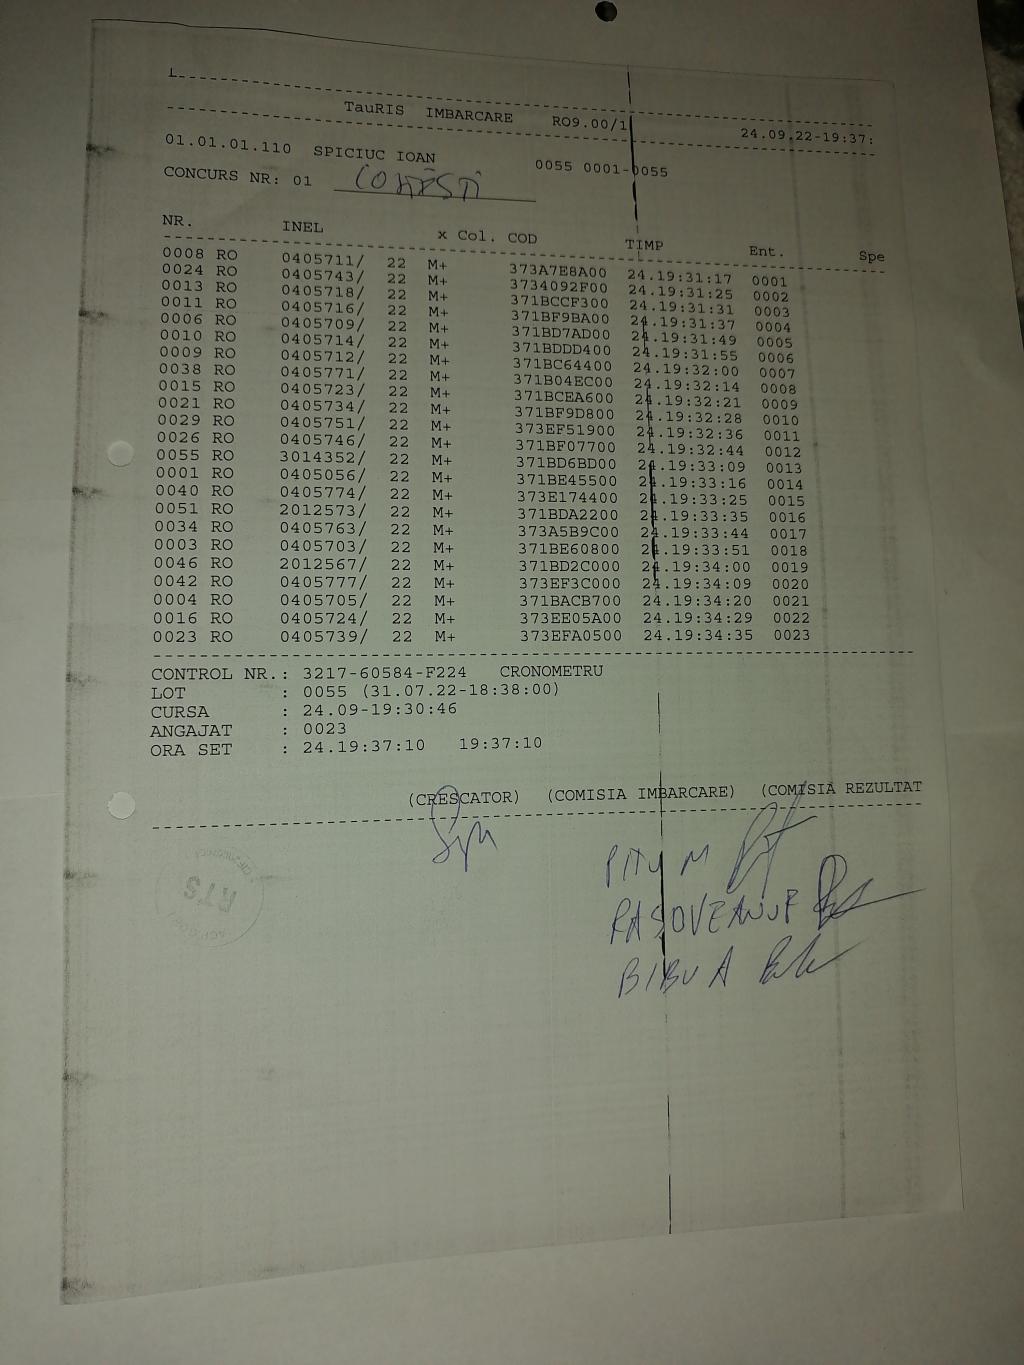 TauRIS IMBARCARE RO9.00/1 24.09.22-19:37:
01.01.01.110 SPICIUC IOAN 0055 0001-0055
CONCURS NR: 01
NR. INEL x Col. COD TIMP Ent. Spe
0008 RO 0405711/ 22 M+ 373A7E8A00 24.19:31:17 0001
0024 RO 0405743/ 22 M+ 3734092F00 24.19:31:25 0002
0013 RO 0405718/ 22 M+ 371BCCF300 24.19:31:31 0003
0011 RO 0405716/ 22 M+ 371BF9BA00 24.19:31:37 0004
0006 RO 0405709/ 22 M+ 371BD7AD00 24.19:31:49 0005
0010 RO 0405714/ 22 M+ 371BDDD400 24.19:31:55 0006
0009 RO 0405712/ 22 M+ 371BC64400 24.19:32:00 0007
0038 RO 0405771/ 22 M+ 371B04EC00 24.19:32:14 0008
0015 RO 0405723/ 22 M+ 371BCEA600 24.19:32:21 0009
0021 RO 0405734/ 22 M+ 371BF9D800 24.19:32:28 0010
0029 RO 0405751/ 22 M+ 373EF51900 24.19:32:36 0011
0026 RO 0405746/ 22 M+ 371BF07700 24.19:32:44 0012
0055 RO 3014352/ 22 M+ 371BD6BD00 24.19:33:09 0013
0001 RO 0405056/ 22 M+ 371BE45500 24.19:33:16 0014
0040 RO 0405774/ 22 M+ 373E174400 24.19:33:25 0015
0051 RO 2012573/ 22 M+ 371BDA2200 24.19:33:35 0016
0034 RO 0405763/ 22 M+ 373A5B9C00 24.19:33:44 0017
0003 RO 0405703/ 22 M+ 371BE60800 24.19:33:51 0018
0046 RO 2012567/ 22 M+ 371BD2C000 24.19:34:00 0019
0042 RO 0405777/ 22 M+ 373EF3C000 24.19:34:09 0020
0004 RO 0405705/ 22 M+ 371BACB700 24.19:34:20 0021
0016 RO 0405724/ 22 M+ 373EE05A00 24.19:34:29 0022
0023 RO 0405739/ 22 M+ 373EFA0500 24.19:34:35 0023
CONTROL NR.: 3217-60584-F224 CRONOMETRU
LOT : 0055 (31.07.22-18:38:00)
CURSA : 24.09-19:30:46
ANGAJAT : 0023
ORA SET : 24.19:37:10 19:37:10
(CRESCATOR) (COMISIA IMBARCARE) (COMISIA REZULTAT
RTS
RASOVEANU F
BIBU A